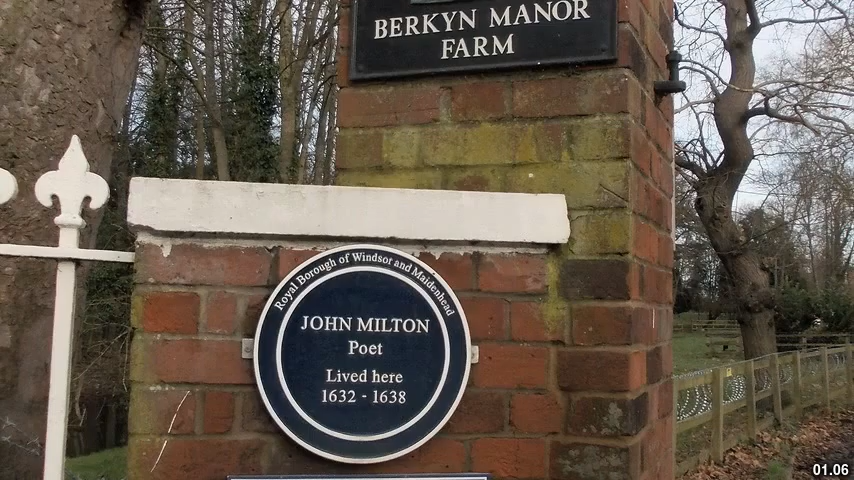 BERKYN MANOR
FARM
Royal Borough of Windsor and Maidenhead
JOHN MILTON
Poet
Lived here
1632 - 1638
01.06